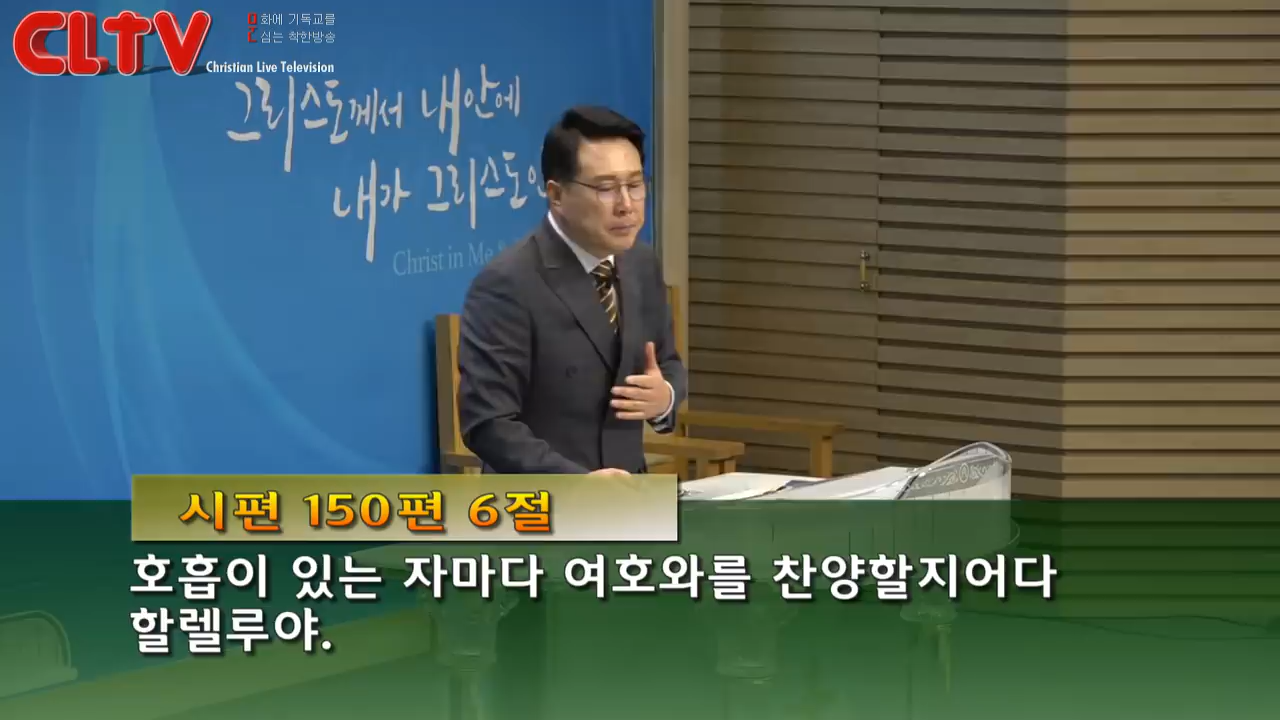 CLTV
문화에 기독교를
심는 착한방송
Christian Live Television
그리스도께서 내안에
내가 그리스도안
Christ in Me &
시편 150편 6절
호흡이 있는 자마다 여호와를 찬양할지어다
할렐루야.